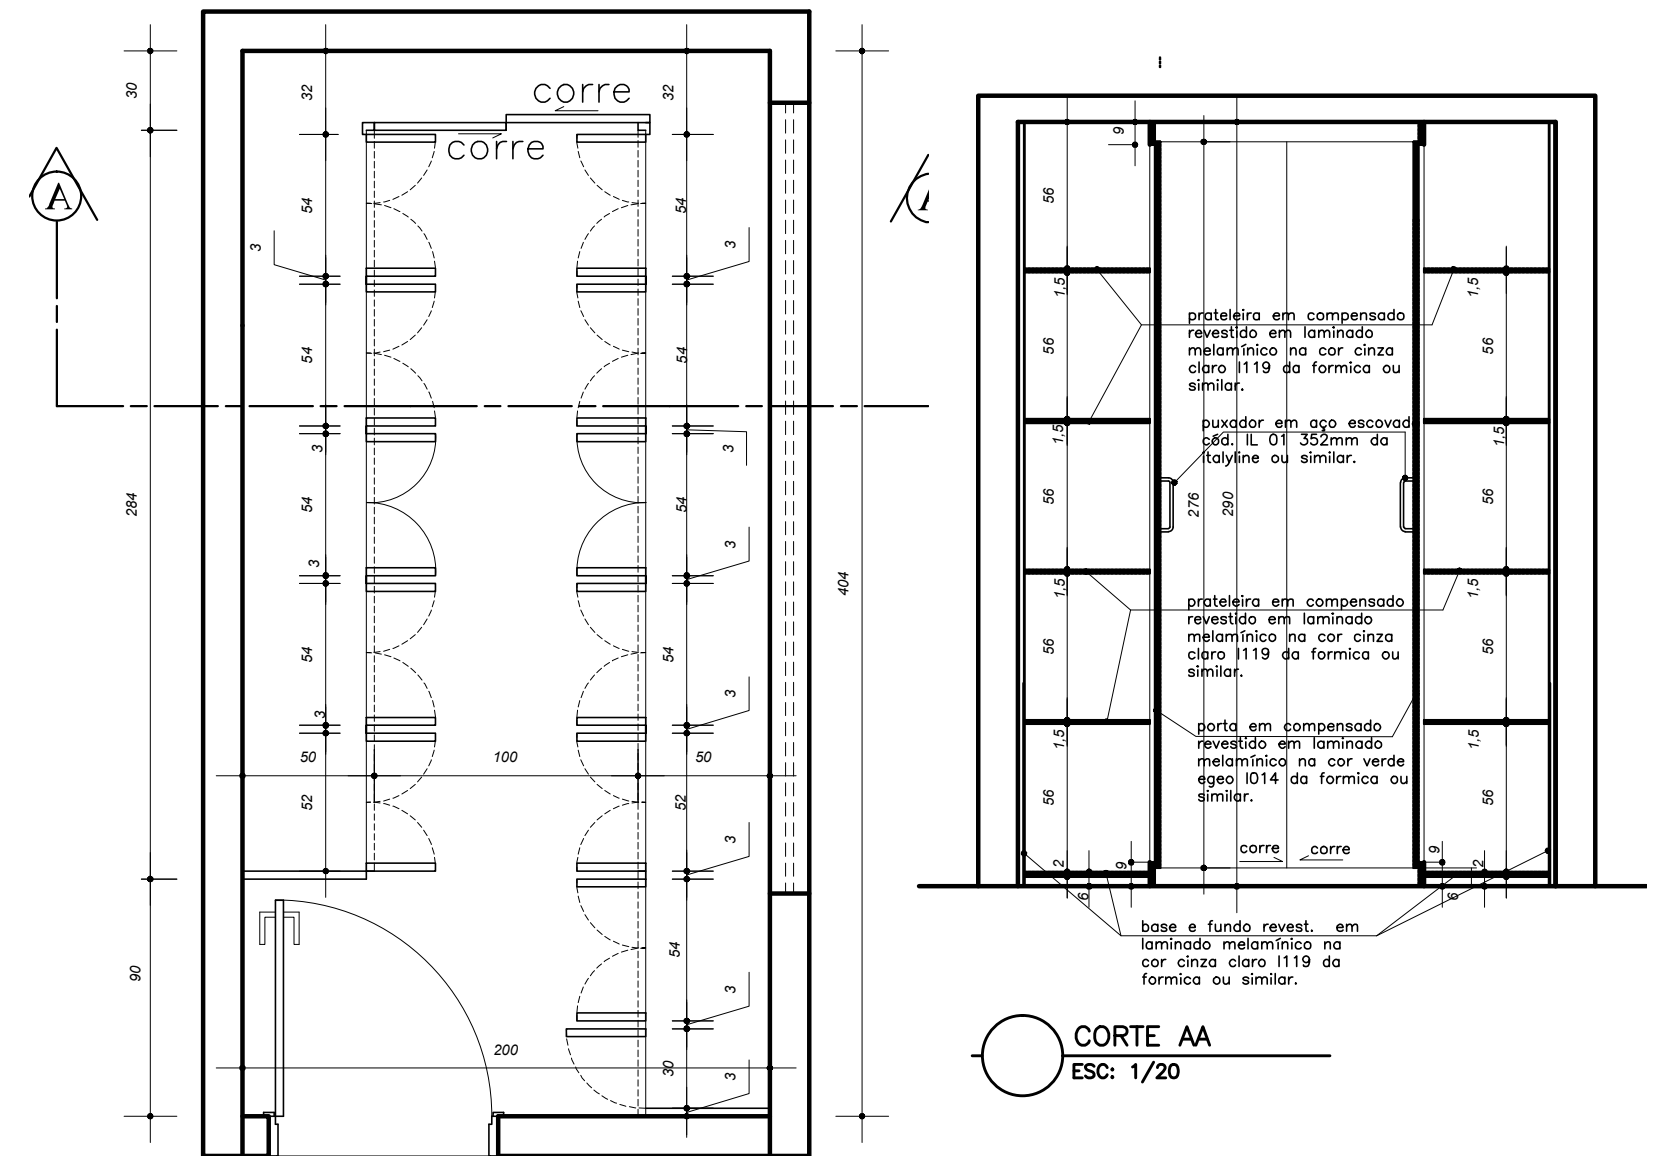 30
32
corre
corre
32
A
54
54
3
3
54
54
3
3
284
54
54
404
3
3
54
54
3
3
50
100
50
52
52
3
90
54
3
200
30
3
9
56
1,5
1,5
prateleira em compensado
revestido em laminado
melamínico na cor cinza
claro l119 da formica ou
similar.
56
56
puxador em aço escovad
cód. IL 01 352mm da
Italyline ou similar.
1,5
1,5
56
276
290
56
1,5
1,5
prateleira em compensado
revestido em laminado
melamínico na cor cinza
claro l119 da formica ou
similar.
56
56
porta em compensado
revestido em laminado
melamínico na cor verde
egeo l014 da formica ou
similar.
1,5
1,5
56
56
corre
corre
2
9
9
2
6
6
base e fundo revest. em
laminado melamínico na
cor cinza claro l119 da
formica ou similar.
CORTE AA
ESC: 1/20